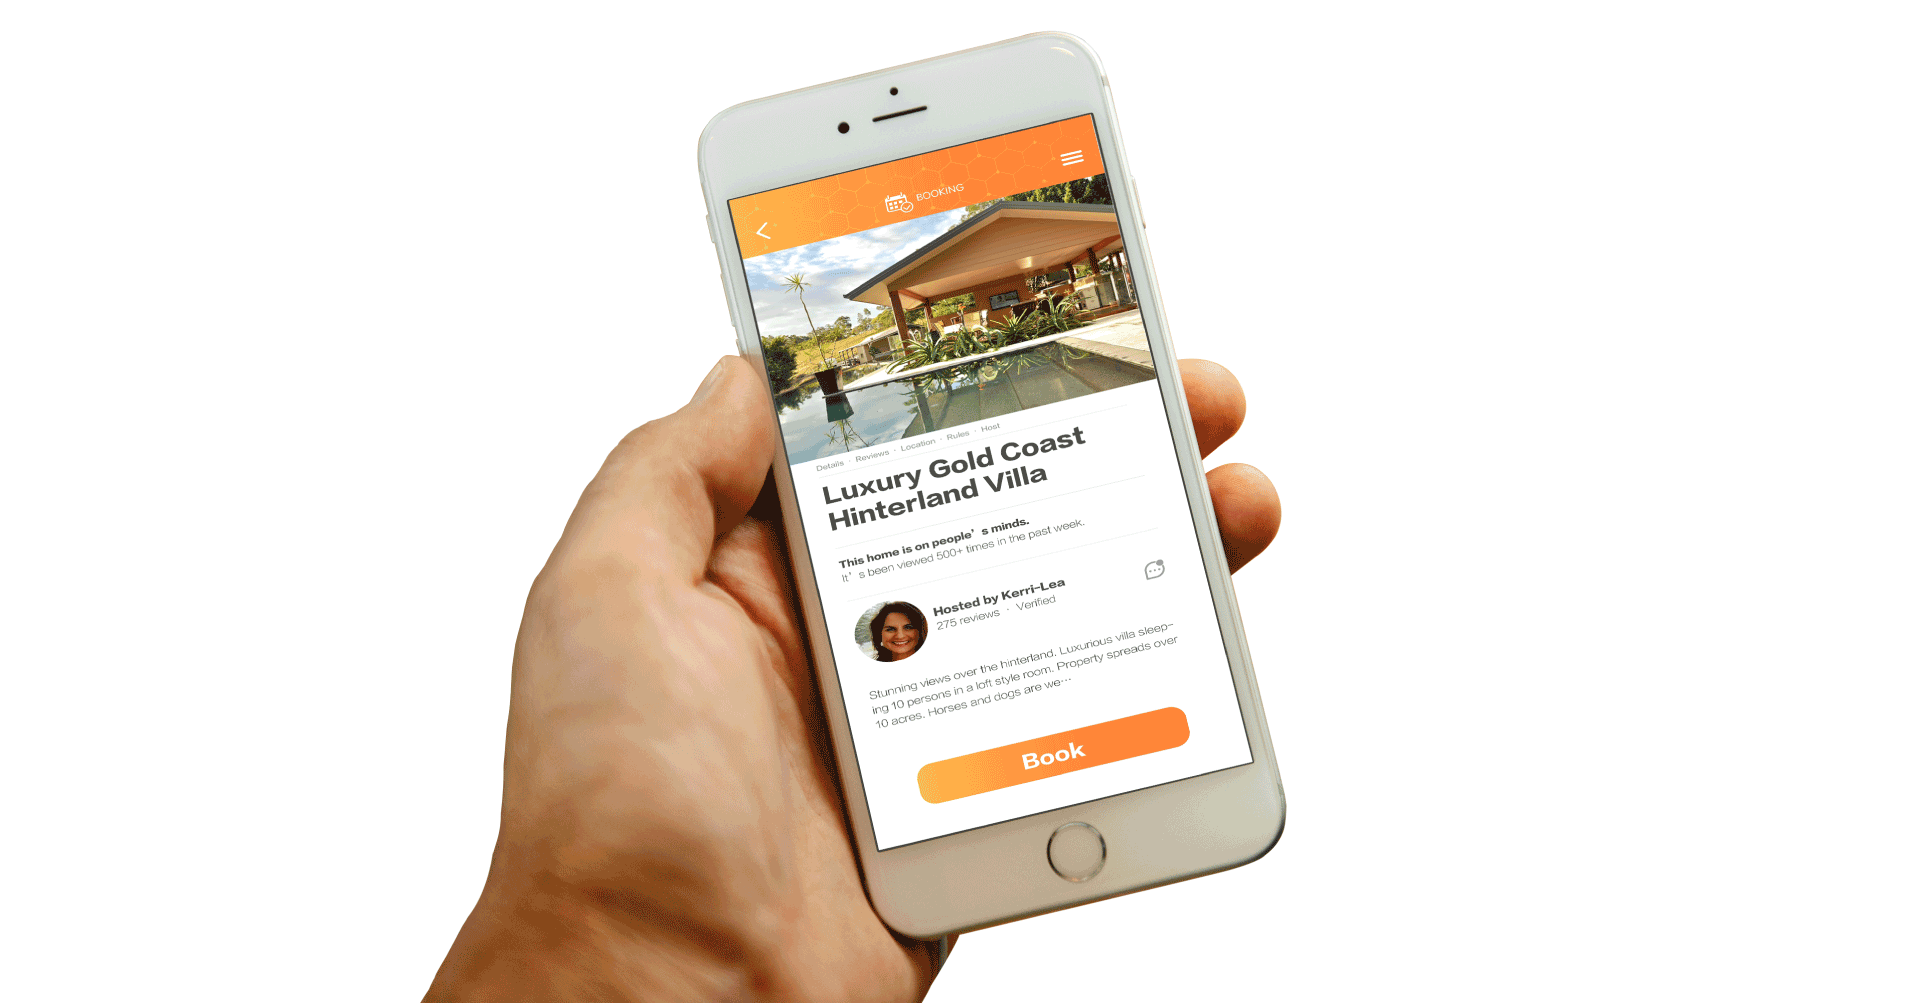 BOOKING
Details · Reviews · Location · Rules · Host
Luxury Gold Coast
Hinterland Villa
This home is on people’s minds.
It’s been viewed 500+ times in the past week.
Hosted by Kerri-Lea
275 reviews · Verified
Stunning views over the hinterland. Luxurious villa sleep-
ing 10 persons in a loft style room. Property spreads over
10 acres. Horses and dogs are we···
Book